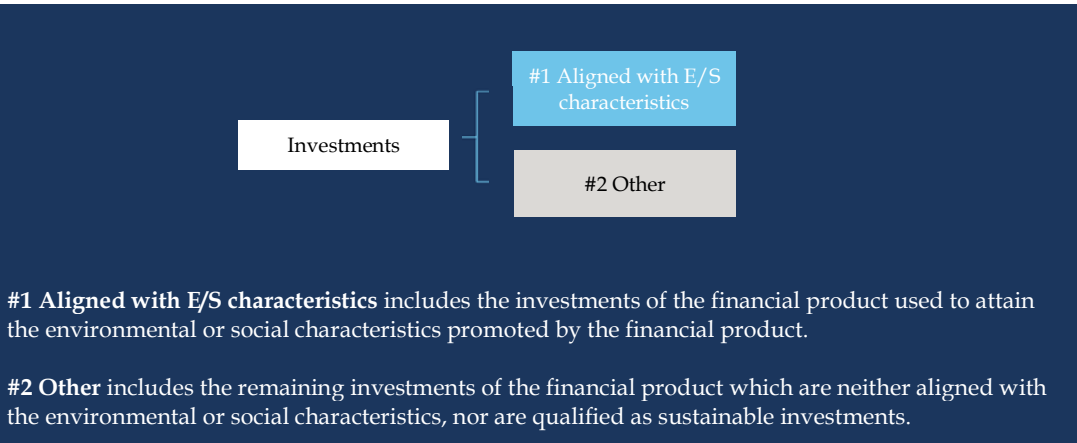 #1 Aligned with E/S
characteristics
Investments
#2 Other
#1 Aligned with E/S characteristics includes the investments of the financial product used to attain
the environmental or social characteristics promoted by the financial product.
#2 Other includes the remaining investments of the financial product which are neither aligned with
the environmental or social characteristics, nor are qualified as sustainable investments.